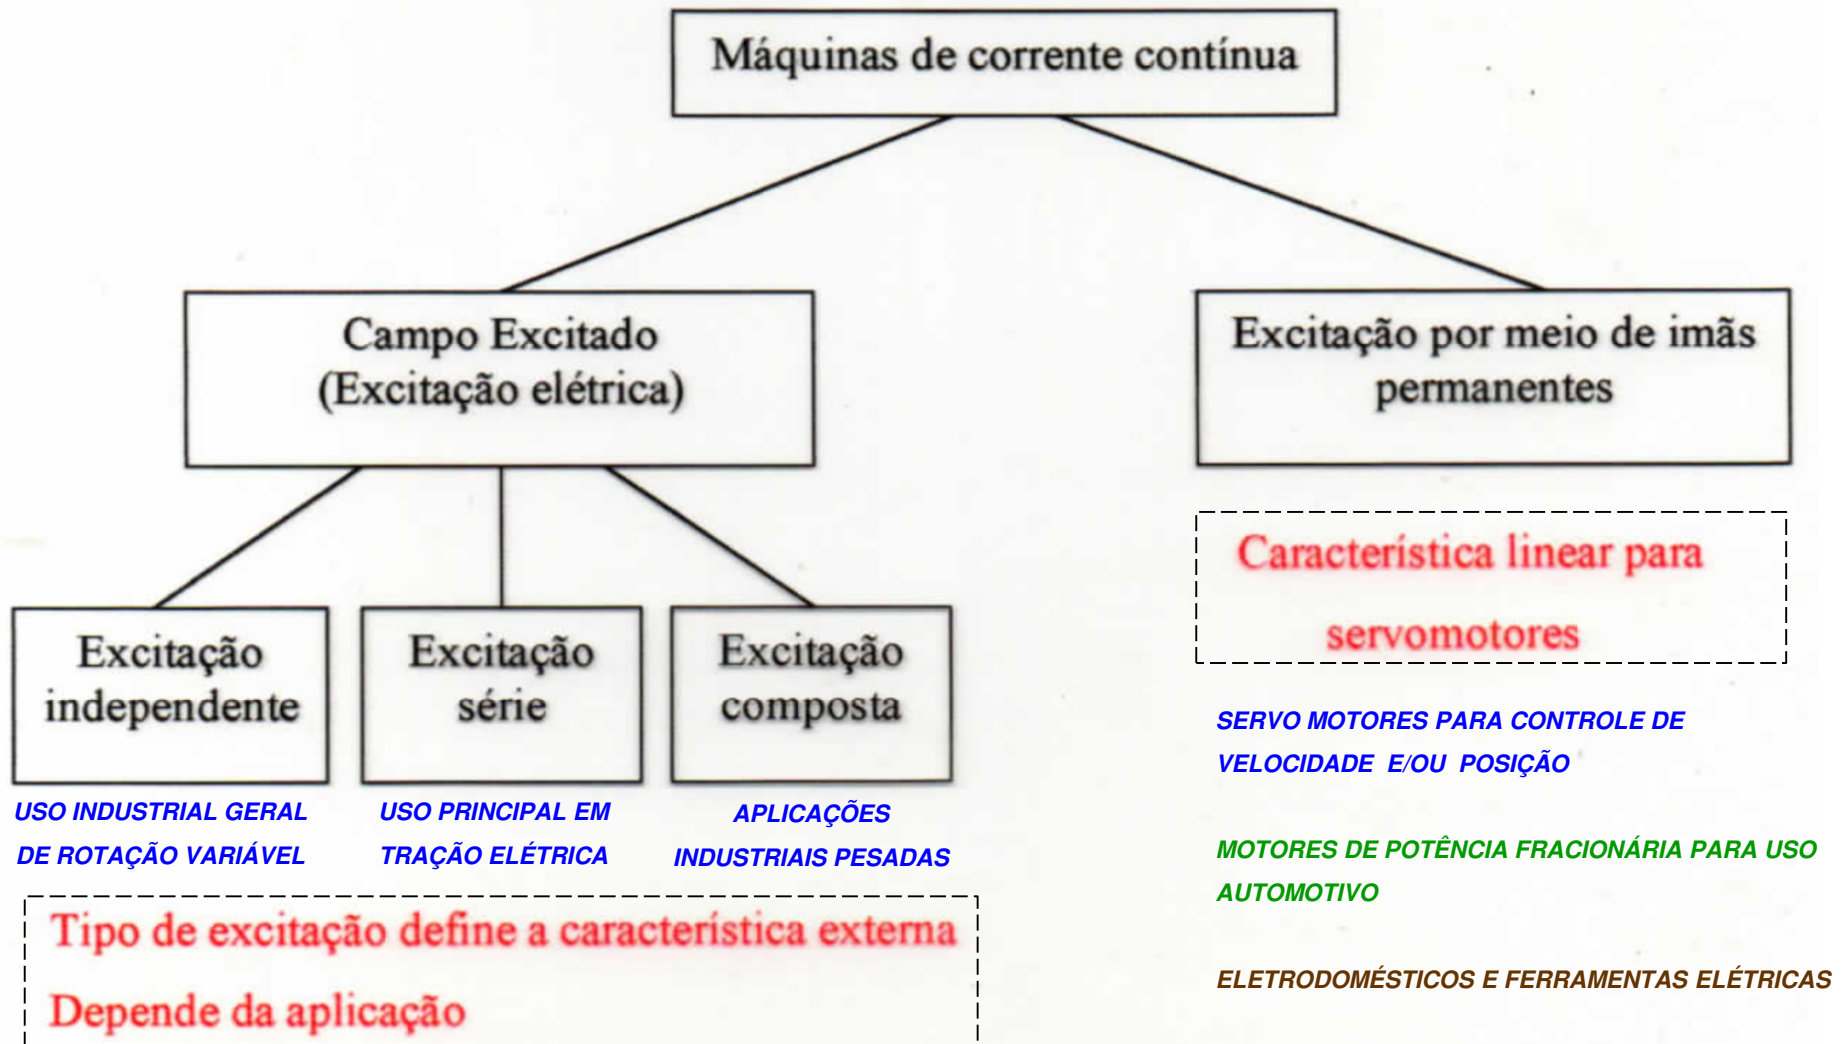 Máquinas de corrente contínua
Campo Excitado
(Excitação elétrica)
Excitação por meio de imãs
permanentes
Excitação
independente
Excitação
série
Excitação
composta
USO INDUSTRIAL GERAL
DE ROTAÇÃO VARIÁVEL
USO PRINCIPAL EM
TRAÇÃO ELÉTRICA
APLICAÇÕES
INDUSTRIAIS PESADAS
Tipo de excitação define a característica externa
Depende da aplicação
Característica linear para
servomotores
SERVO MOTORES PARA CONTROLE DE
VELOCIDADE E/OU POSIÇÃO
MOTORES DE POTÊNCIA FRACIONÁRIA PARA USO
AUTOMOTIVO
ELETRODOMÉSTICOS E FERRAMENTAS ELÉTRICAS